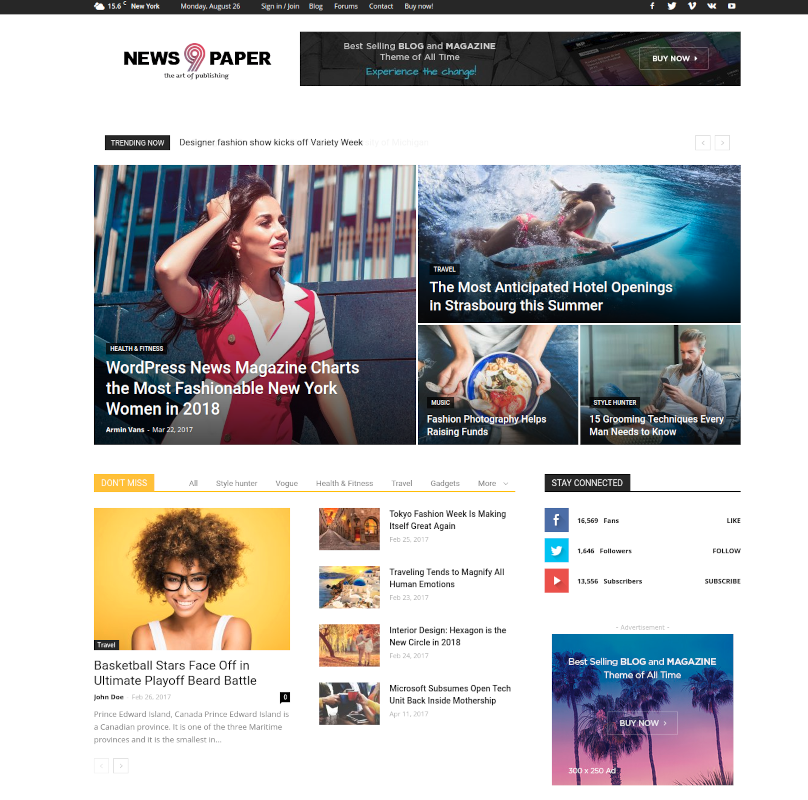 15.6 C New York Monday, August 26 Sign in / Join Blog Forums Contact Buy now!
NEWS 9 PAPER
the art of publishing
Best Selling BLOG and MAGAZINE
Theme of All Time
Experience the change!
BUY NOW
TRENDING NOW
Designer fashion show kicks off Variety Week
HEALTH & FITNESS
WordPress News Magazine Charts
the Most Fashionable New York
Women in 2018
Armin Vans - Mar 22, 2017
TRAVEL
The Most Anticipated Hotel Openings
in Strasbourg this Summer
MUSIC
Fashion Photography Helps
Raising Funds
STYLE HUNTER
15 Grooming Techniques Every
Man Needs to Know
DON'T MISS
All Style hunter Vogue Health & Fitness Travel Gadgets More
Travel
Basketball Stars Face Off in
Ultimate Playoff Beard Battle
John Doe - Feb 26, 2017 0
Prince Edward Island, Canada Prince Edward Island is
a Canadian province. It is one of the three Maritime
provinces and it is the smallest in...
Tokyo Fashion Week Is Making
Itself Great Again
Feb 25, 2017
Traveling Tends to Magnify All
Human Emotions
Feb 23, 2017
Interior Design: Hexagon is the
New Circle in 2018
Feb 24, 2017
Microsoft Subsumes Open Tech
Unit Back Inside Mothership
Apr 11, 2017
STAY CONNECTED
16,569 Fans LIKE
1,646 Followers FOLLOW
13,556 Subscribers SUBSCRIBE
- Advertisement -
Best Selling BLOG and MAGAZINE
Theme of All Time
BUY NOW
300 x 250 Ad